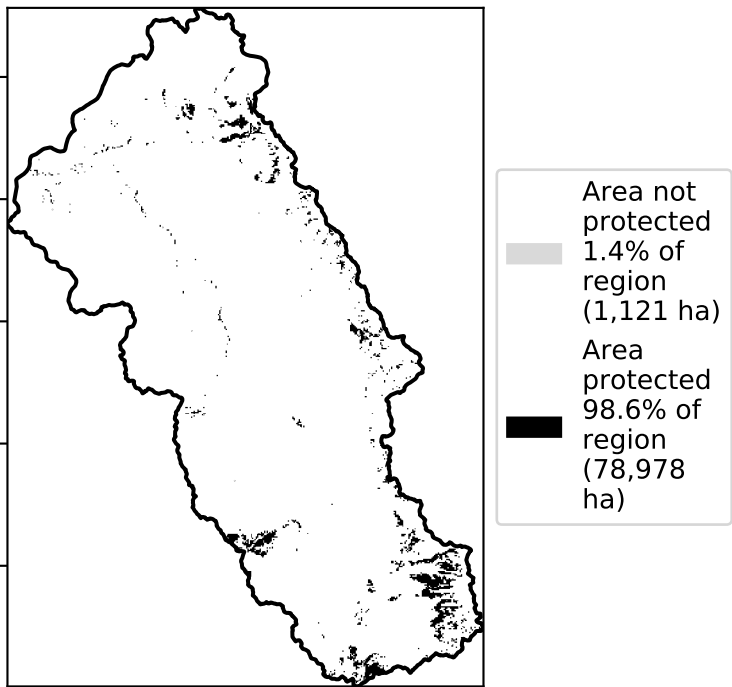 Area not
protected
1.4% of
region
(1,121 ha)
Area
protected
98.6% of
region
(78,978
ha)